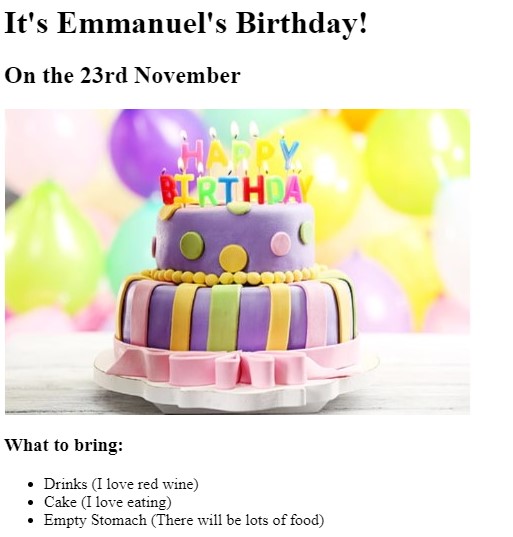 It's Emmanuel's Birthday!
On the 23rd November
HAPPY
BIRTHDAY
What to bring:
Drinks (I love red wine)
Cake (I love eating)
Empty Stomach (There will be lots of food)